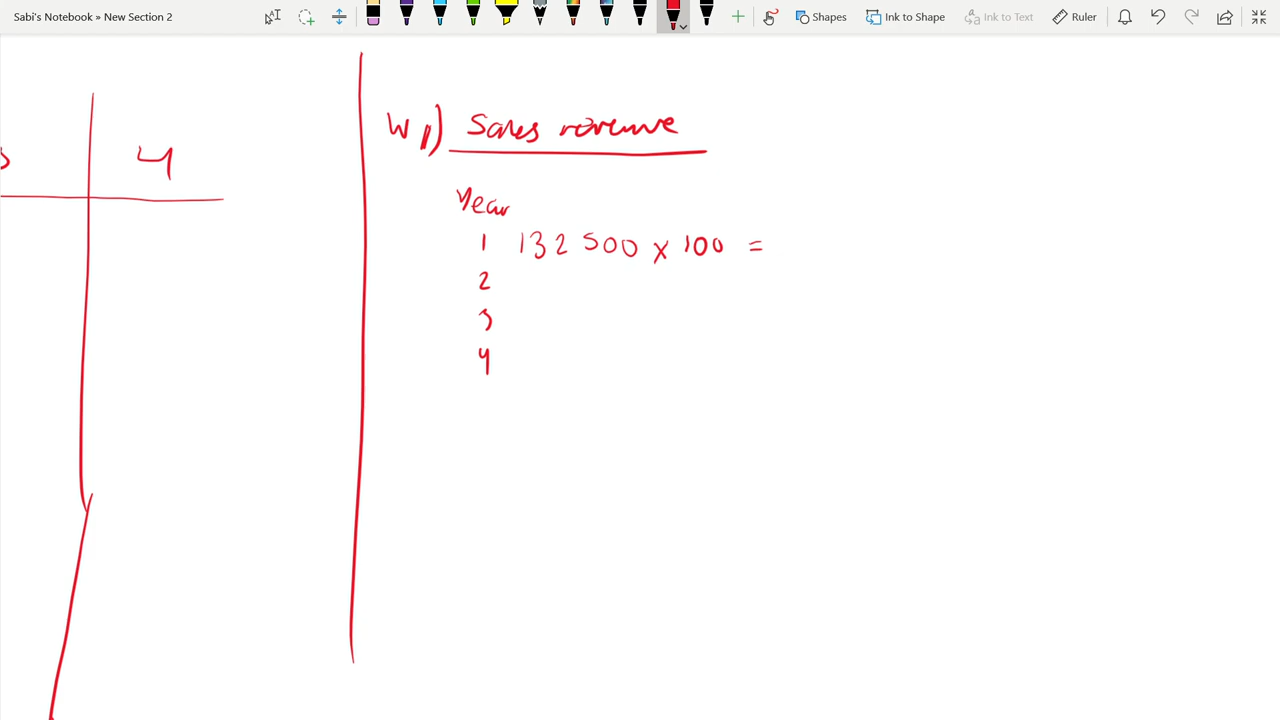 Sabi's Notebook » New Section 2
Shapes
Ink to Shape
Ink to Text
Ruler
4
W1) Sales revenue
Year
1 132 500 x 100 =
2
3
4